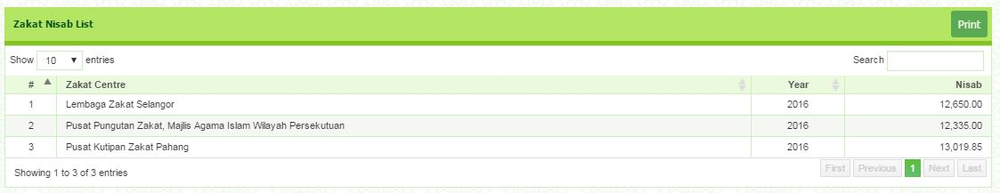 Zakat Nisab List Print
Show 10 entries Search
# Zakat Centre Year Nisab
1 Lembaga Zakat Selangor 2016 12,650.00
2 Pusat Pungutan Zakat, Majlis Agama Islam Wilayah Persekutuan 2016 12,335.00
3 Pusat Kutipan Zakat Pahang 2016 13,019.85
Showing 1 to 3 of 3 entries First Previous 1 Next Last